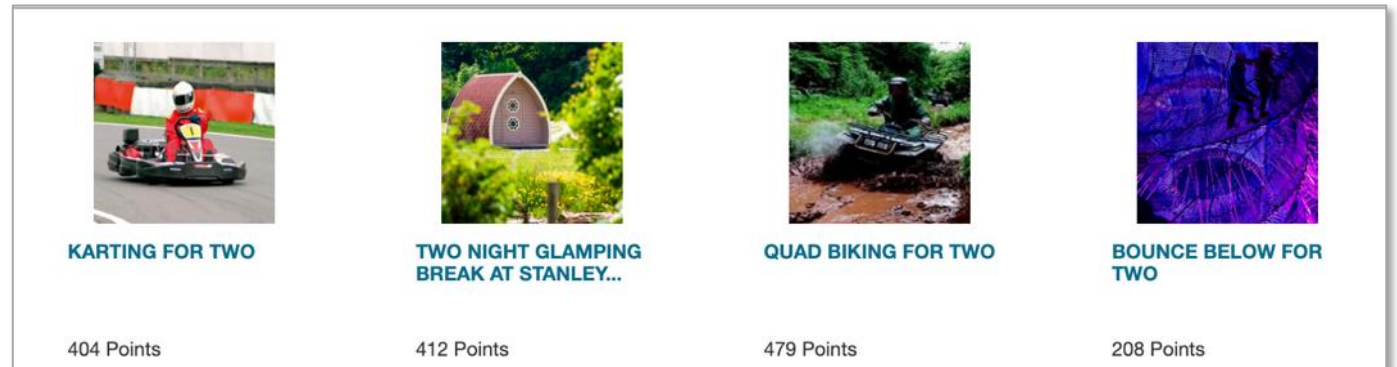 KARTING FOR TWO
TWO NIGHT GLAMPING
BREAK AT STANLEY...
QUAD BIKING FOR TWO
BOUNCE BELOW FOR
TWO
404 Points
412 Points
479 Points
208 Points